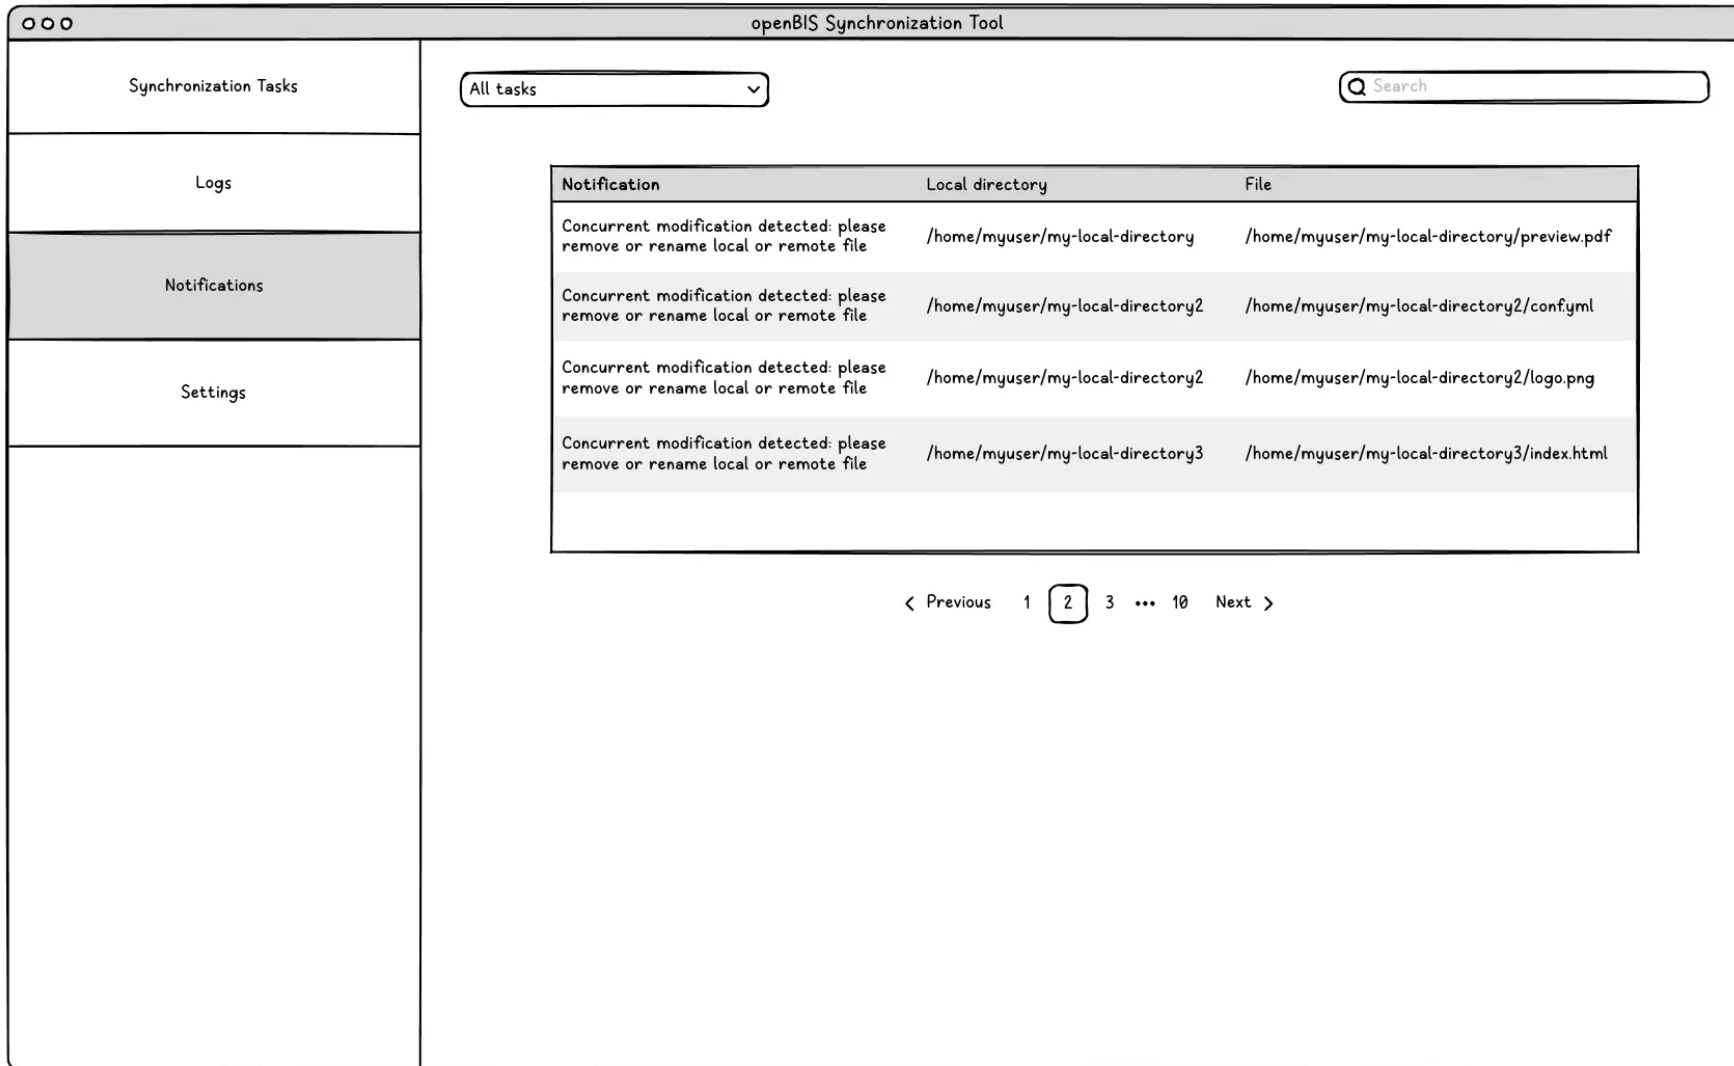 openBIS Synchronization Tool
Synchronization Tasks
Logs
Notifications
Settings
All tasks
Search
Notification Local directory File
Concurrent modification detected: please
remove or rename local or remote file
/home/myuser/my-local-directory /home/myuser/my-local-directory/preview.pdf
Concurrent modification detected: please
remove or rename local or remote file
/home/myuser/my-local-directory2 /home/myuser/my-local-directory2/conf.yml
Concurrent modification detected: please
remove or rename local or remote file
/home/myuser/my-local-directory2 /home/myuser/my-local-directory2/logo.png
Concurrent modification detected: please
remove or rename local or remote file
/home/myuser/my-local-directory3 /home/myuser/my-local-directory3/index.html
Previous 1 2 3 ••• 10 Next